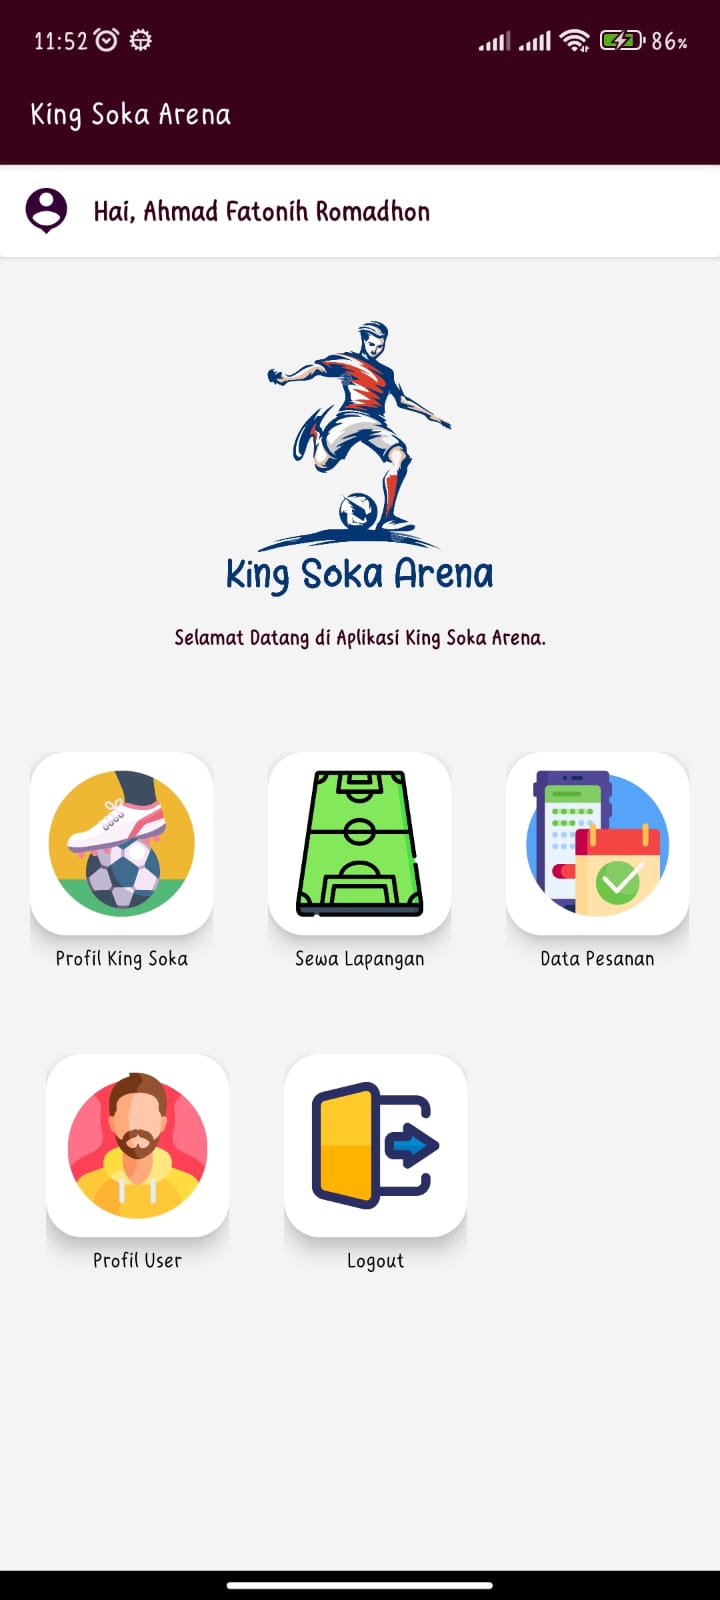 11:52 86%
King Soka Arena
Hai, Ahmad Fatonih Romadhon
King Soka Arena
Selamat Datang di Aplikasi King Soka Arena.
Profil King Soka
Sewa Lapangan
Data Pesanan
Profil User
Logout